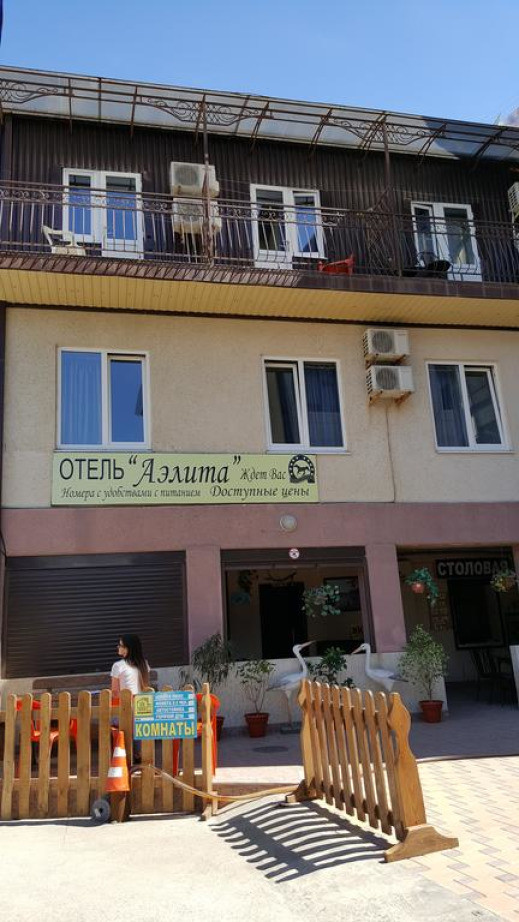 ОТЕЛЬ "Аэлита" Ждет Вас
Номера с удобствами с питанием Доступные цены
СТОЛОВАЯ
КОМНАТЫ